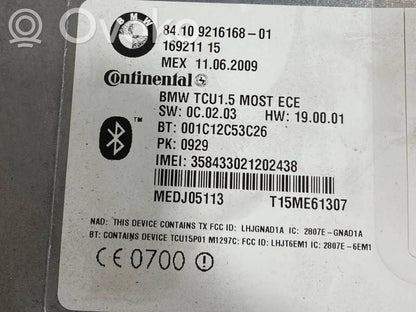 OVOKO
BMW
84.10 9216168-01
169211 15
MEX 11.06.2009
Continental
BMW TCU1.5 MOST ECE
SW: 0C.02.03 HW: 19.00.01
BT: 001C12C53C26
PK: 0929
IMEI: 358433021202438
MEDJ05113 T15ME61307
NAD: THIS DEVICE CONTAINS TX FCC ID: LHJGNAD1A IC: 2807E-GNAD1A
BT: CONTAINS DEVICE TCU15P01 M1297C: FCC ID: LHJT6EM1 IC: 2807E-6EM1
CE 0700